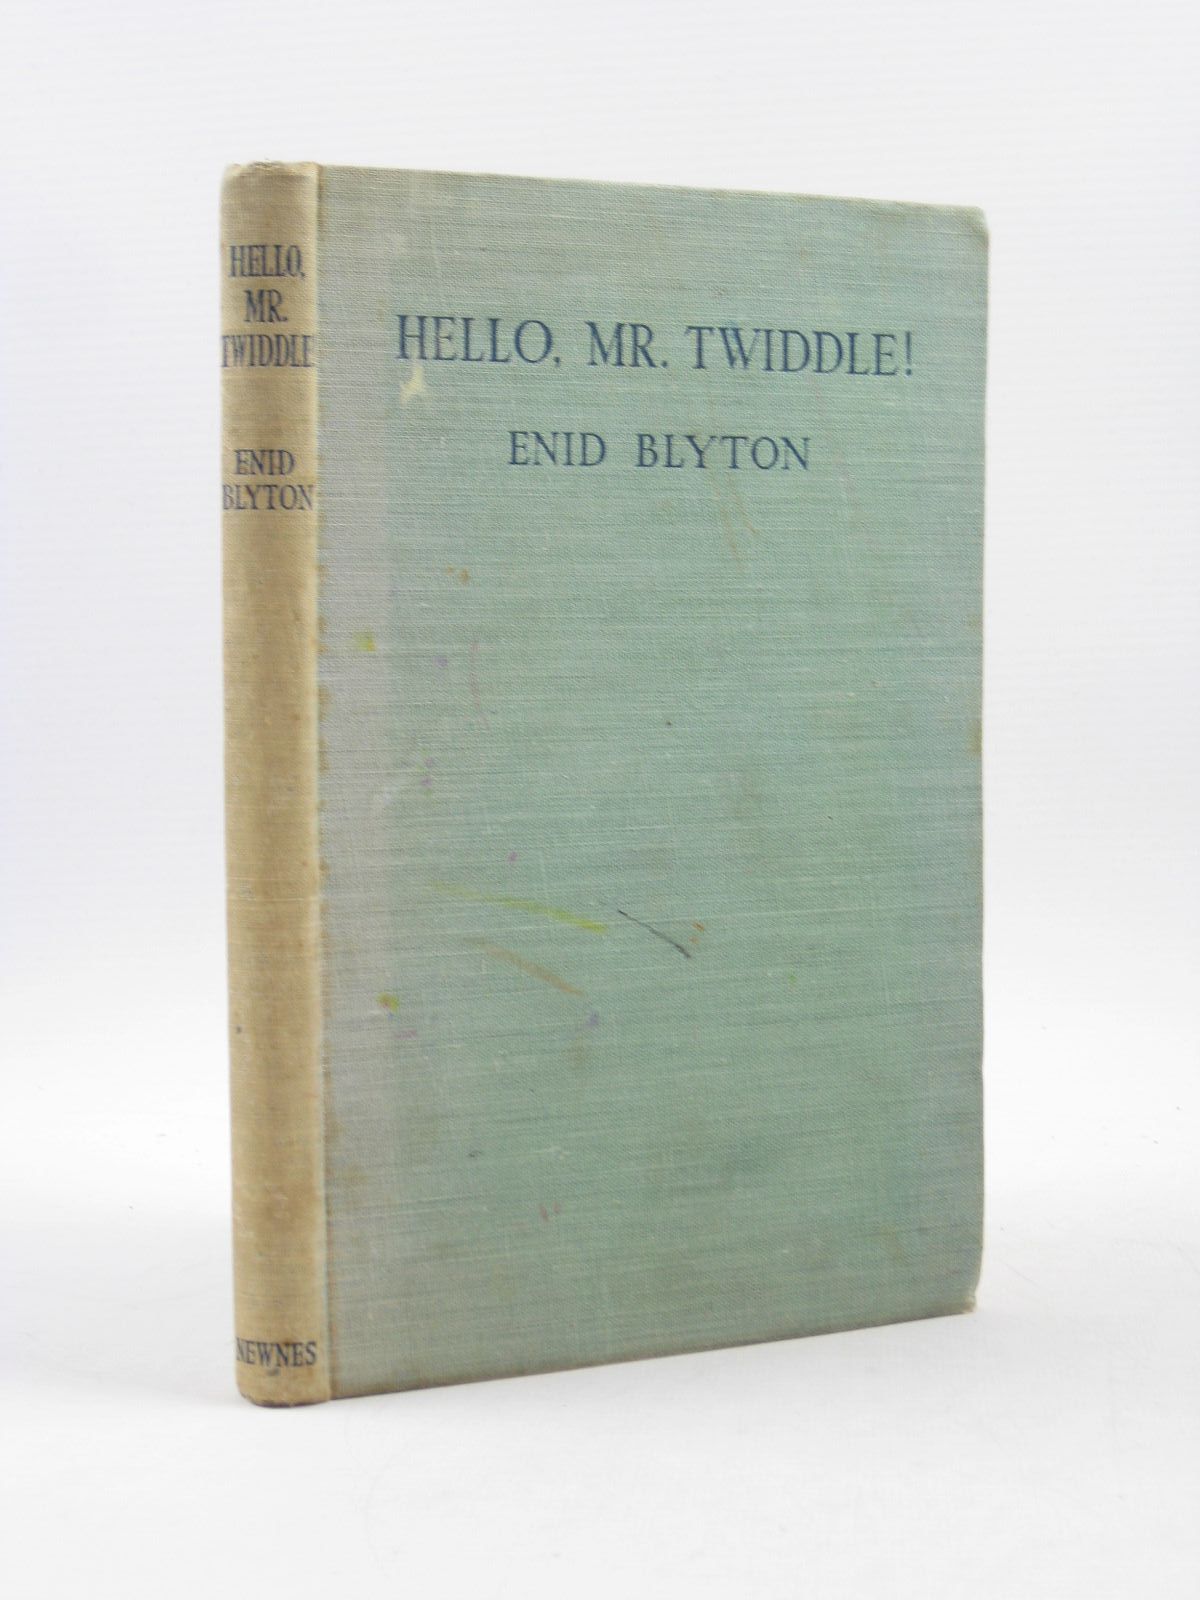 HELLO,
MR.
TWIDDLE
ENID
BLYTON
NEWNES
HELLO, MR. TWIDDLE!
ENID BLYTON